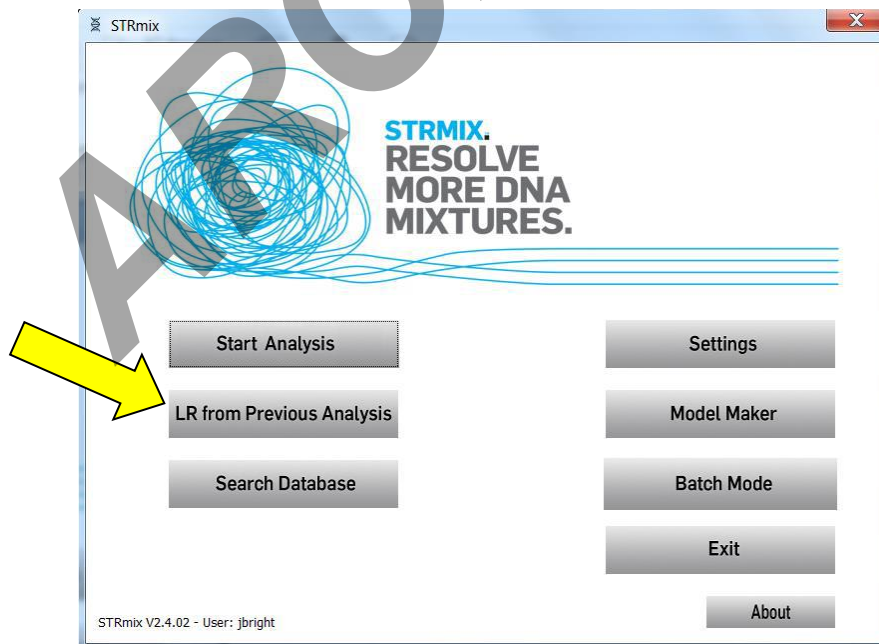 STRmix
X
STRMIX.
RESOLVE
MORE DNA
MIXTURES.
Start Analysis
Settings
LR from Previous Analysis
Model Maker
Search Database
Batch Mode
Exit
About
STRmix V2.4.02 - User: jbright